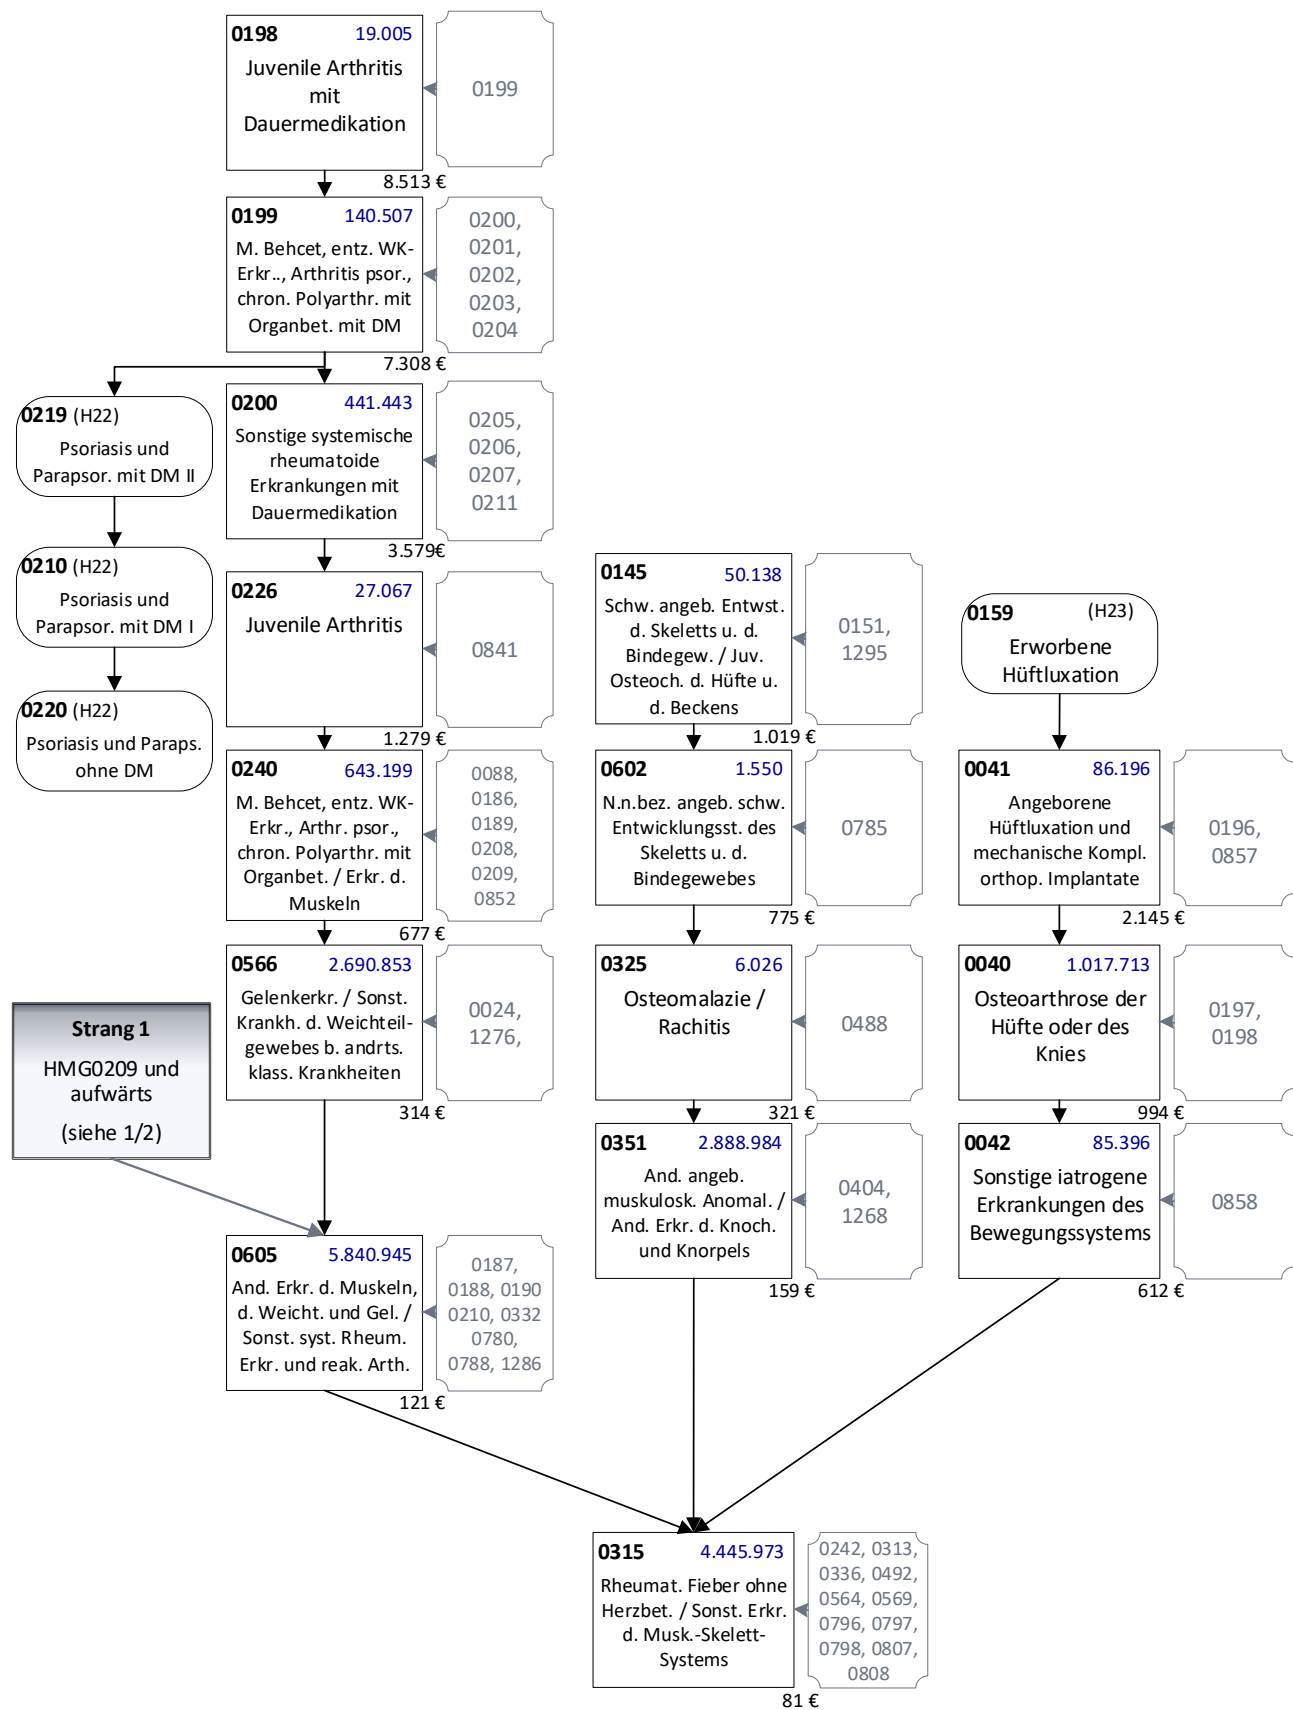 0198 19.005
Juvenile Arthritis
mit
Dauermedikation
0199
8.513 €
0199 140.507
M. Behcet, entz. WK-
Erkr.., Arthritis psor.,
chron. Polyarthr. mit
Organbet. mit DM
0200,
0201,
0202,
0203,
0204
7.308 €
0219 (H22)
Psoriasis und
Parapsor. mit DM II
0210 (H22)
Psoriasis und
Parapsor. mit DM I
0220 (H22)
Psoriasis und Paraps.
ohne DM
0200 441.443
Sonstige systemische
rheumatoide
Erkrankungen mit
Dauermedikation
0205,
0206,
0207,
0211
3.579€
0226 27.067
Juvenile Arthritis
0841
1.279 €
0240 643.199
M. Behcet, entz. WK-
Erkr., Arthr. psor.,
chron. Polyarthr. mit
Organbet. / Erkr. d.
Muskeln
0088,
0186,
0189,
0208,
0209,
0852
677 €
0566 2.690.853
Gelenkerkr. / Sonst.
Krankh. d. Weichteil-
gewebes b. andrts.
klass. Krankheiten
0024,
1276,
314 €
Strang 1
HMG0209 und
aufwärts
(siehe 1/2)
0605 5.840.945
And. Erkr. d. Muskeln,
d. Weicht. und Gel. /
Sonst. syst. Rheum.
Erkr. und reak. Arth.
0187,
0188, 0190
0210, 0332
0780,
0788, 1286
121 €
0145 50.138
Schw. angeb. Entwst.
d. Skeletts u. d.
Bindegew. / Juv.
Osteoch. d. Hüfte u.
d. Beckens
0151,
1295
1.019 €
0602 1.550
N.n.bez. angeb. schw.
Entwicklungsst. des
Skeletts u. d.
Bindegewebes
0785
775 €
0325 6.026
Osteomalazie /
Rachitis
0488
321 €
0351 2.888.984
And. angeb.
muskulosk. Anomal. /
And. Erkr. d. Knoch.
und Knorpels
0404,
1268
159 €
0159 (H23)
Erworbene
Hüftluxation
0041 86.196
Angeborene
Hüftluxation und
mechanische Kompl.
orthop. Implantate
0196,
0857
2.145 €
0040 1.017.713
Osteoarthrose der
Hüfte oder des
Knies
0197,
0198
994 €
0042 85.396
Sonstige iatrogene
Erkrankungen des
Bewegungssystems
0858
612 €
0315 4.445.973
Rheumat. Fieber ohne
Herzbet. / Sonst. Erkr.
d. Musk.-Skelett-
Systems
0242, 0313,
0336, 0492,
0564, 0569,
0796, 0797,
0798, 0807,
0808
81 €